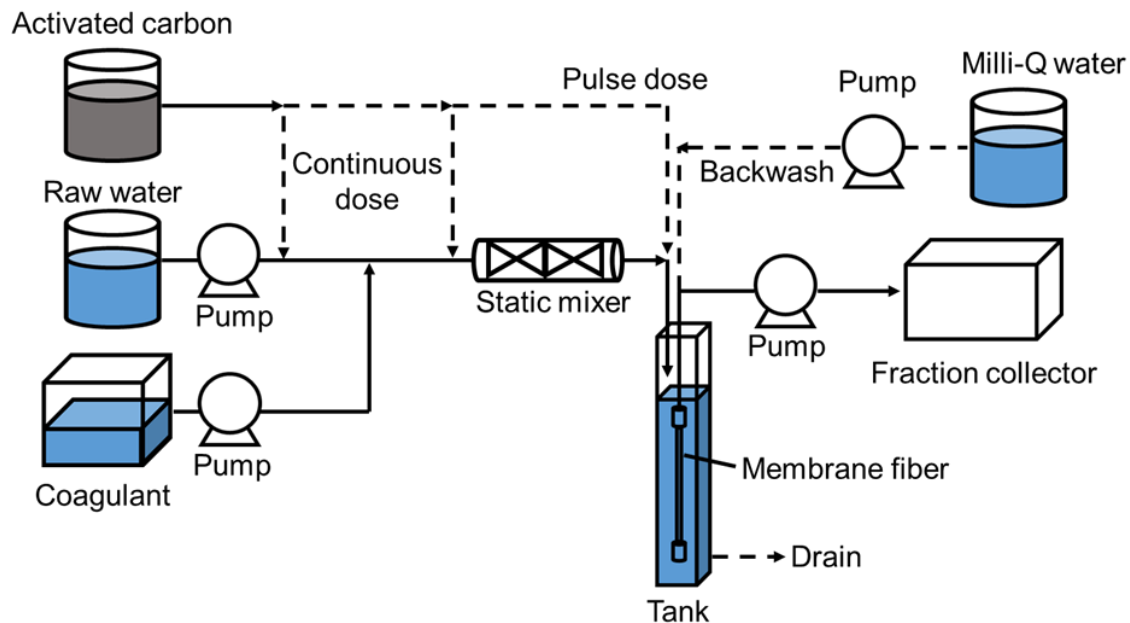 Activated carbon
Pulse dose
Pump
Milli-Q water
Continuous
dose
Backwash
Raw water
Pump
Static mixer
Pump
Fraction collector
Pump
Coagulant
Membrane fiber
Drain
Tank